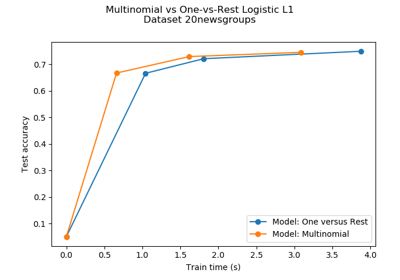 Multinomial vs One-vs-Rest Logistic L1
Dataset 20newsgroups
0.7
0.6
0.5
0.4
0.3
0.2
0.1
Test accuracy
Model: One versus Rest
Model: Multinomial
0.0 0.5 1.0 1.5 2.0 2.5 3.0 3.5 4.0
Train time (s)